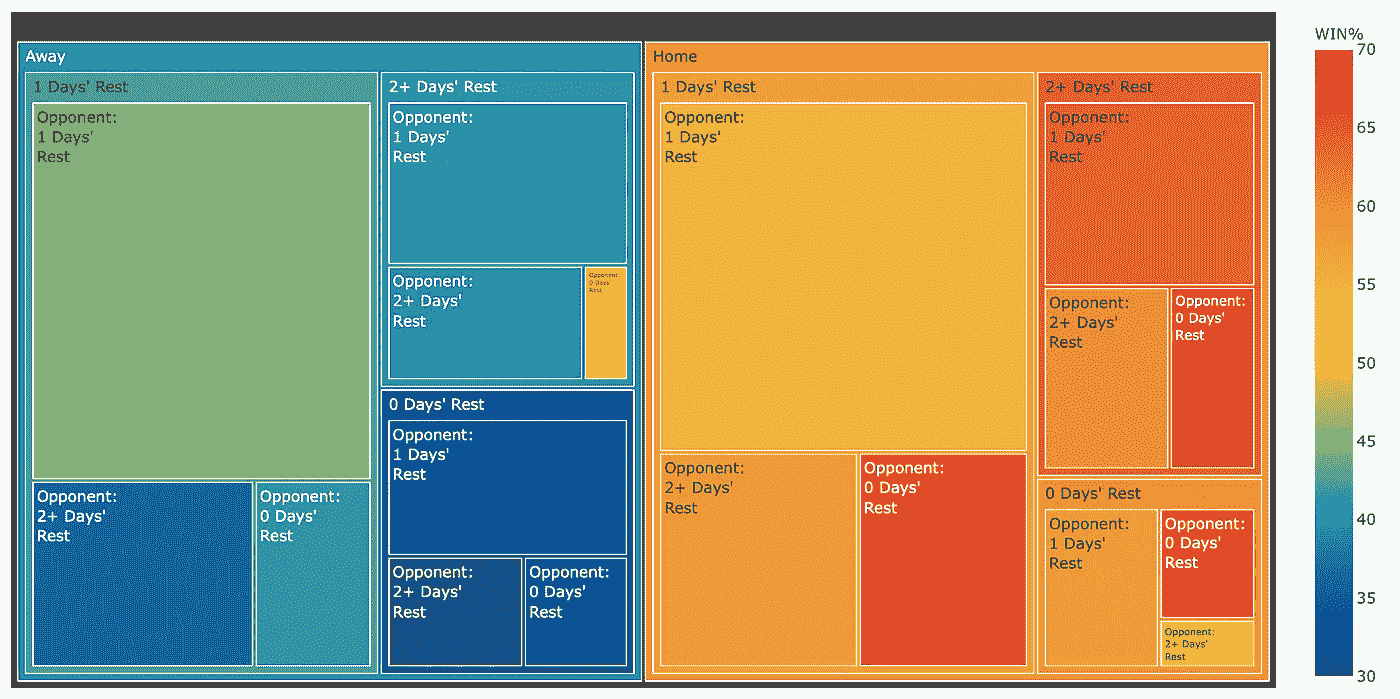 Away
1 Days' Rest
Opponent:
1 Days'
Rest
Opponent:
2+ Days'
Rest
Opponent:
0 Days'
Rest
2+ Days' Rest
Opponent:
1 Days'
Rest
Opponent:
2+ Days'
Rest
Opponent:
0 Days'
Rest
0 Days' Rest
Opponent:
1 Days'
Rest
Opponent:
2+ Days'
Rest
Opponent:
0 Days'
Rest
Home
1 Days' Rest
Opponent:
1 Days'
Rest
Opponent:
2+ Days'
Rest
Opponent:
0 Days'
Rest
2+ Days' Rest
Opponent:
1 Days'
Rest
Opponent:
2+ Days'
Rest
Opponent:
0 Days'
Rest
0 Days' Rest
Opponent:
1 Days'
Rest
Opponent:
0 Days'
Rest
Opponent:
2+ Days'
Rest
WIN%
70
65
60
55
50
45
40
35
30